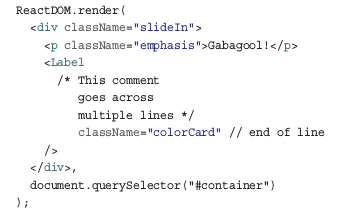 ReactDOM.render(
  <div className="slideIn">
    <p className="emphasis">Gabagool!</p>
    <Label
      /* This comment
         goes across
         multiple lines */
         className="colorCard" // end of line
    />
  </div>,
  document.querySelector("#container")
);